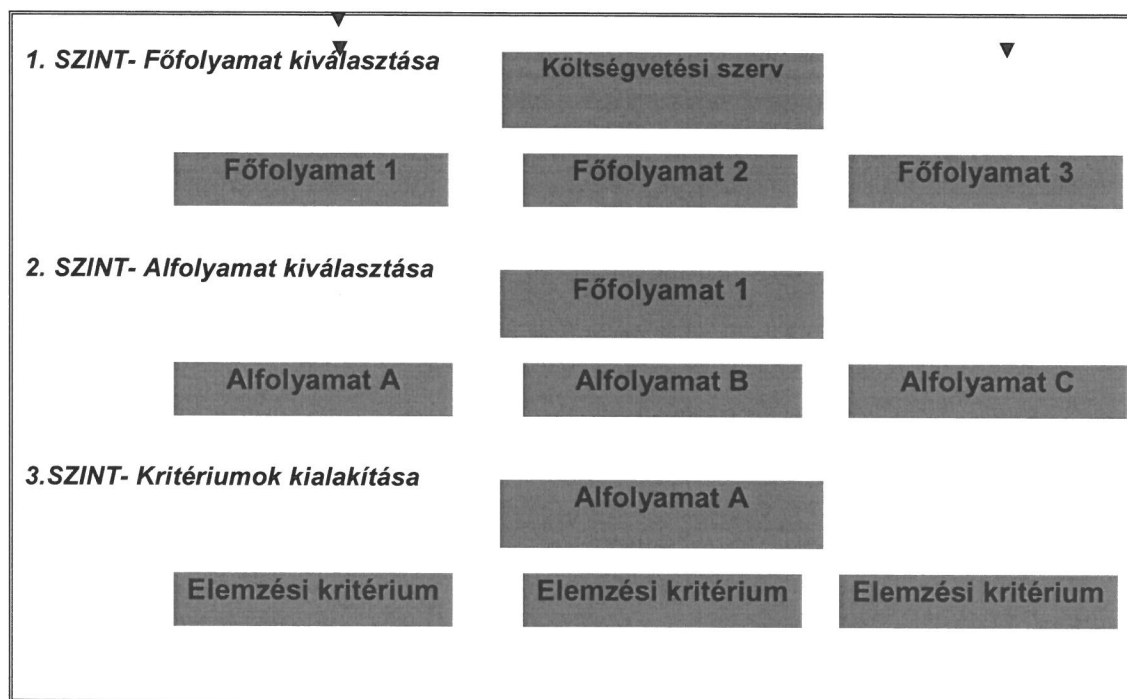 1. SZINT- Főfolyamat kiválasztása
Költségvetési szerv
Főfolyamat 1
Főfolyamat 2
Főfolyamat 3
2. SZINT- Alfolyamat kiválasztása
Főfolyamat 1
Alfolyamat A
Alfolyamat B
Alfolyamat C
3.SZINT- Kritériumok kialakítása
Alfolyamat A
Elemzési kritérium
Elemzési kritérium
Elemzési kritérium